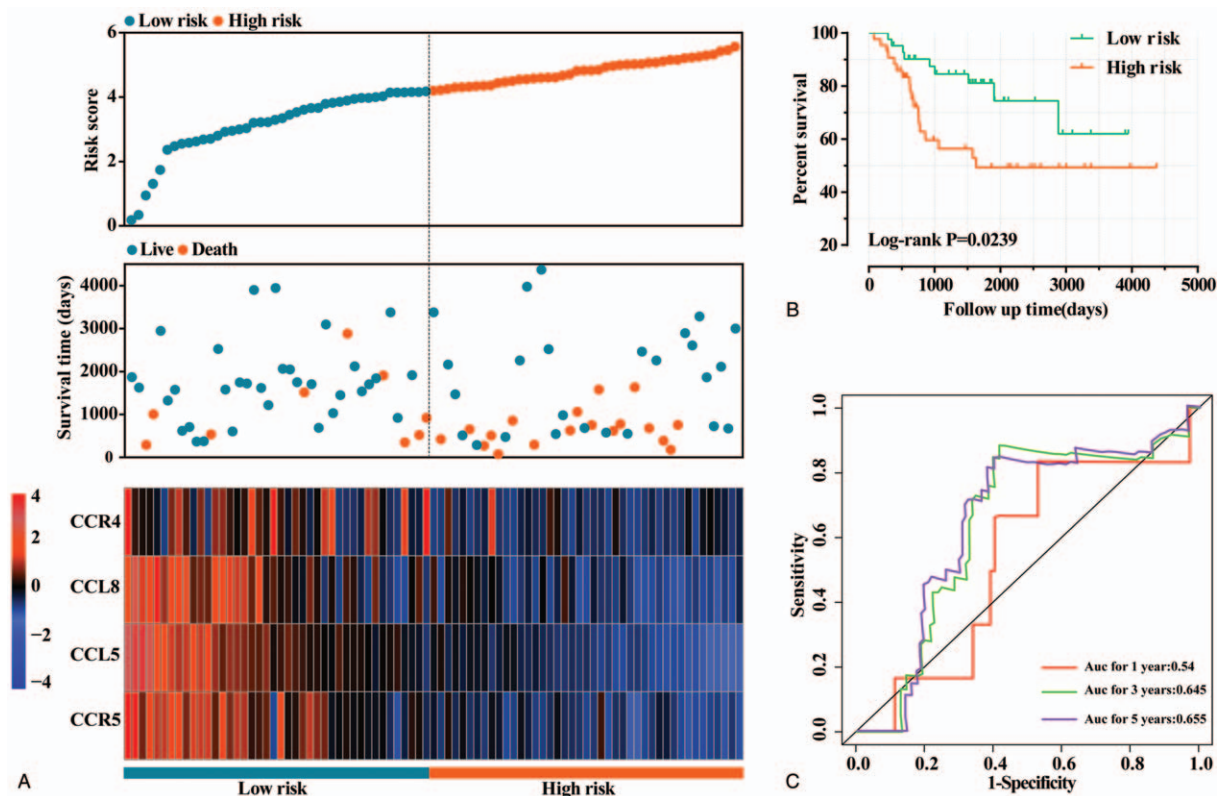 Low risk High risk
6
4
2
0
Risk score
Live Death
4000
3000
2000
1000
0
Survival time (days)
4
2
0
−2
−4
CCR4
CCL8
CCL5
CCR5
A
Low risk High risk
100
80
60
40
20
Percent survival
Low risk
High risk
Log-rank P=0.0239
0 1000 2000 3000 4000 5000
Follow up time(days)
B
1.0
0.8
0.6
0.4
0.2
0.0
Sensitivity
Auc for 1 year:0.54
Auc for 3 years:0.645
Auc for 5 years:0.655
0.0 0.2 0.4 0.6 0.8 1.0
1-Specificity
C